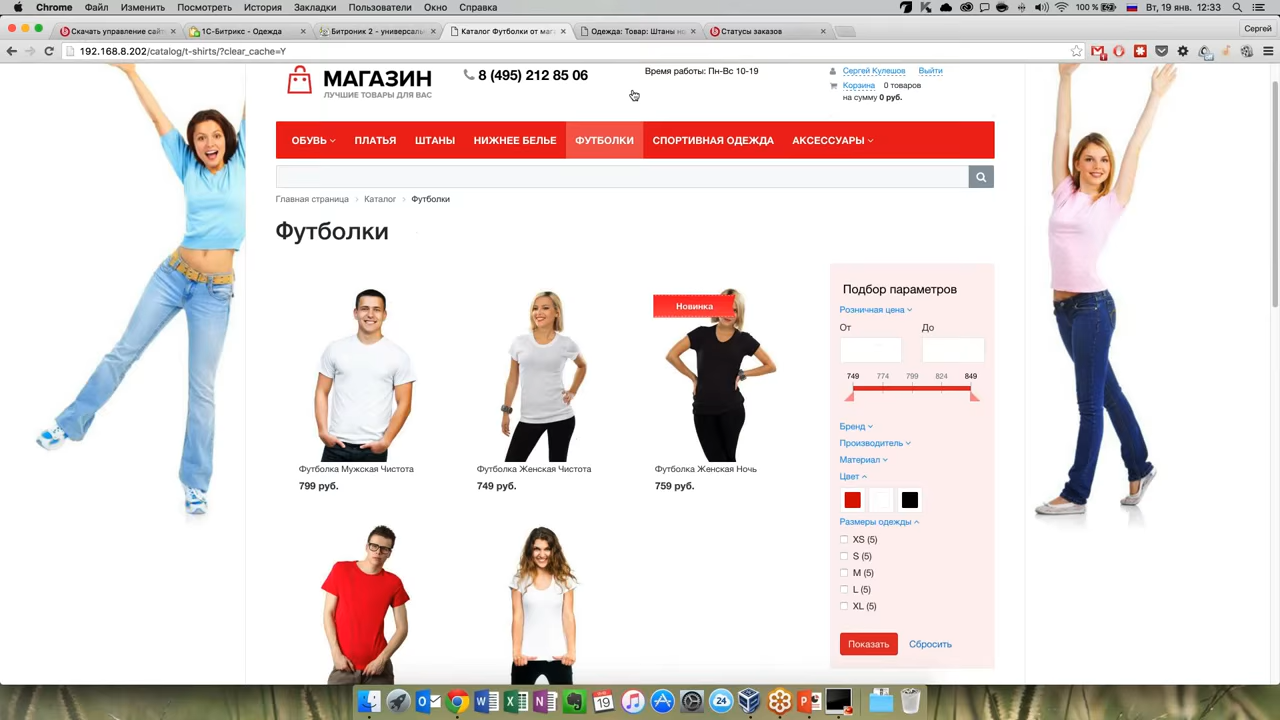 Chrome Файл Изменить Посмотреть История Закладки Пользователи Окно Справка
100 % Вт, 19 янв. 12:33
Скачать управление сайт
1С-Битрикс - Одежда
Битроник 2 - универсаль
Каталог Футболки от мага
Одежда: Товар: Штаны не
Статусы заказов
Сергей
192.168.8.202/catalog/t-shirts/?clear_cache=Y
МАГАЗИН
ЛУЧШИЕ ТОВАРЫ ДЛЯ ВАС
8 (495) 212 85 06
Время работы: Пн-Вс 10-19
Сергей Кулешов Выйти
Корзина 0 товаров
на сумму 0 руб.
ОБУВЬ ПЛАТЬЯ ШТАНЫ НИЖНЕЕ БЕЛЬЕ ФУТБОЛКИ СПОРТИВНАЯ ОДЕЖДА АКСЕССУАРЫ
Главная страница Каталог Футболки
Футболки
Новинка
Футболка Мужская Чистота
799 руб.
Футболка Женская Чистота
749 руб.
Футболка Женская Ночь
759 руб.
Подбор параметров
Розничная цена
От До
749 774 799 824 849
Бренд
Производитель
Материал
Цвет
Размеры одежды
XS (5)
S (5)
M (5)
L (5)
XL (5)
Показать Сбросить
19
24